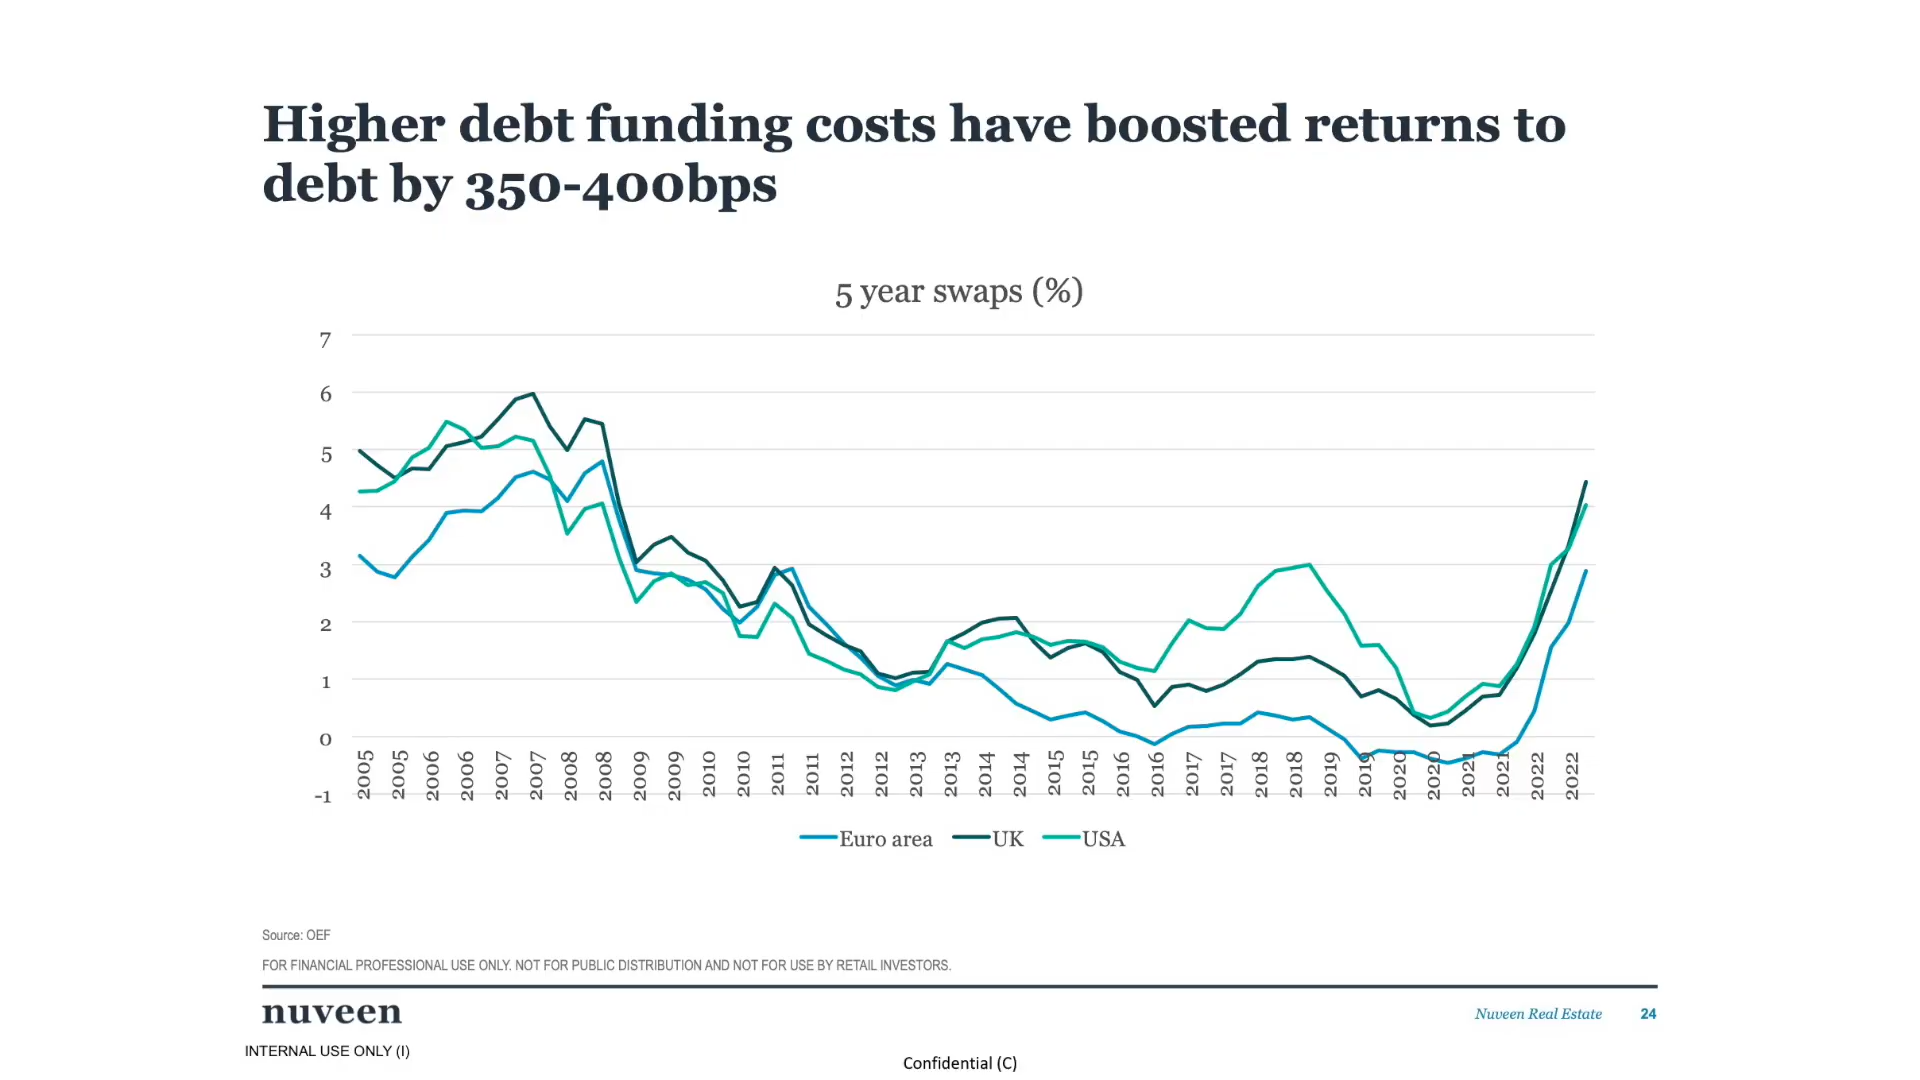 Higher debt funding costs have boosted returns to
debt by 350-400bps
5 year swaps (%)
7
6
5
4
3
2
1
0
-1
2005 2005 2006 2006 2007 2007 2008 2008 2009 2009 2010 2010 2011 2011 2012 2012 2013 2013 2014 2014 2015 2015 2016 2016 2017 2017 2018 2018 2019 2019 2020 2020 2021 2021 2022 2022
Euro area UK USA
Source: OEF
FOR FINANCIAL PROFESSIONAL USE ONLY. NOT FOR PUBLIC DISTRIBUTION AND NOT FOR USE BY RETAIL INVESTORS.
nuveen
Nuveen Real Estate 24
INTERNAL USE ONLY (I)
Confidential (C)